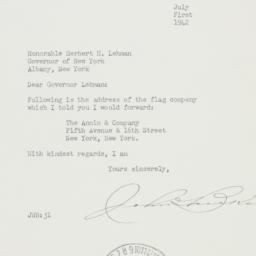 July
First
1942
Honorable Herbert H. Lehman
Governor of New York
Albany, New York
Dear Governor Lehman:
Following is the address of the flag company
which I told you I would forward:
The Annin & Company
Fifth Avenue & 16th Street
New York, New York.
With kindest regards, I am
Yours sincerely,
JHH:31